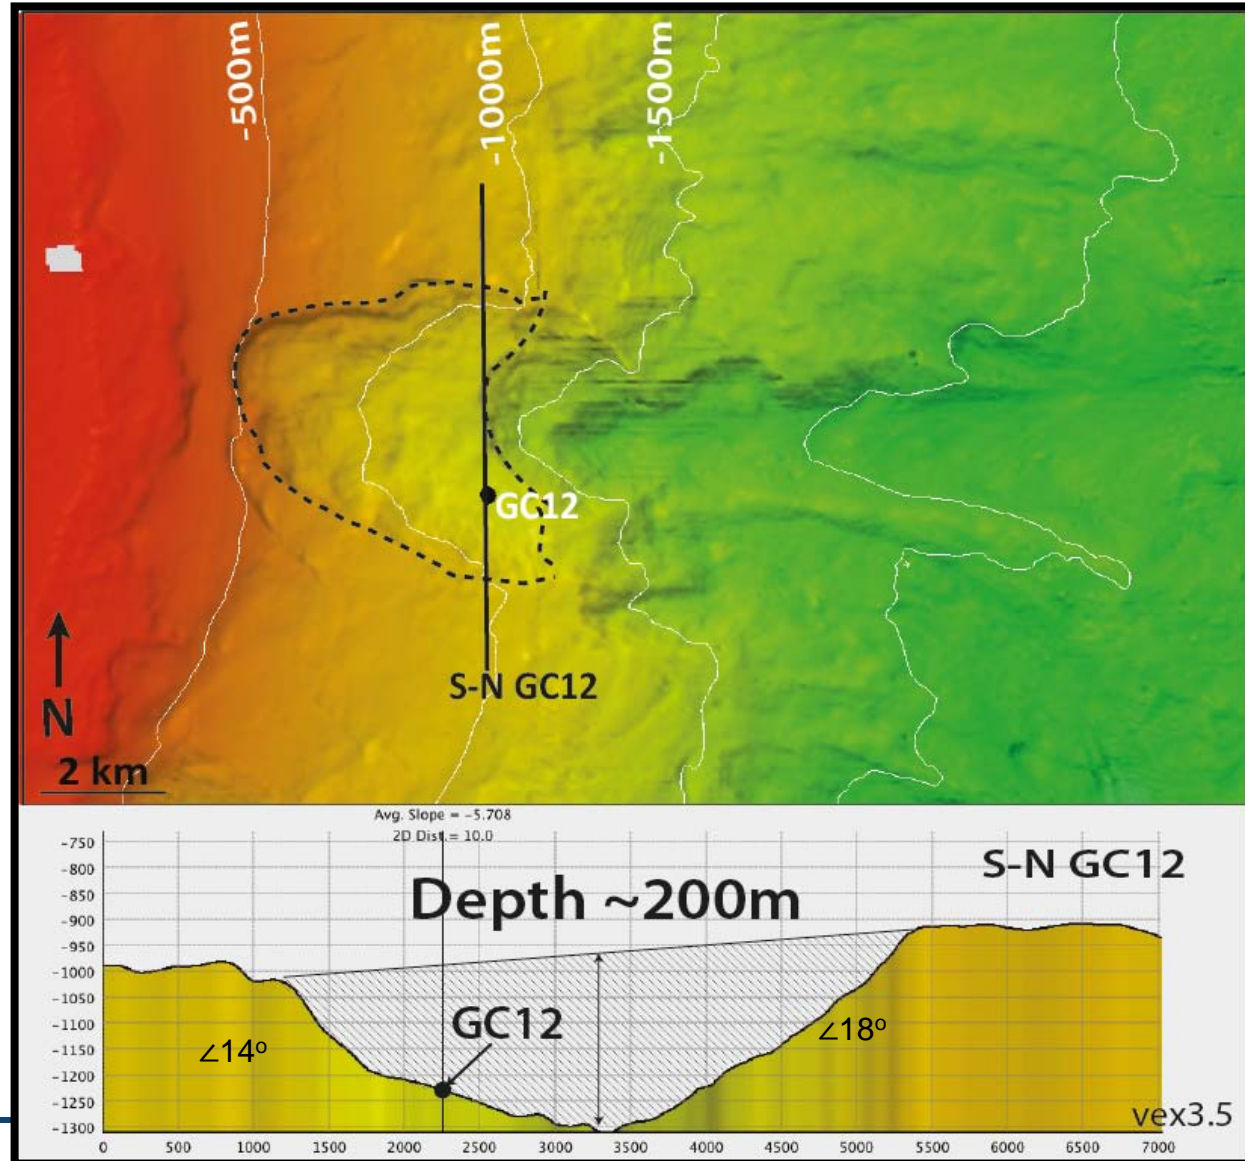 -500m
-1000m
-1500m
GC12
S-N GC12
N
2 km
Avg. Slope = -5.708
2D Dist.= 10.0
S-N GC12
Depth ~200m
GC12
∠14º
∠18º
vex3.5
-750
-800
-850
-900
-950
-1000
-1050
-1100
-1150
-1200
-1250
-1300
0 500 1000 1500 2000 2500 3000 3500 4000 4500 5000 5500 6000 6500 7000